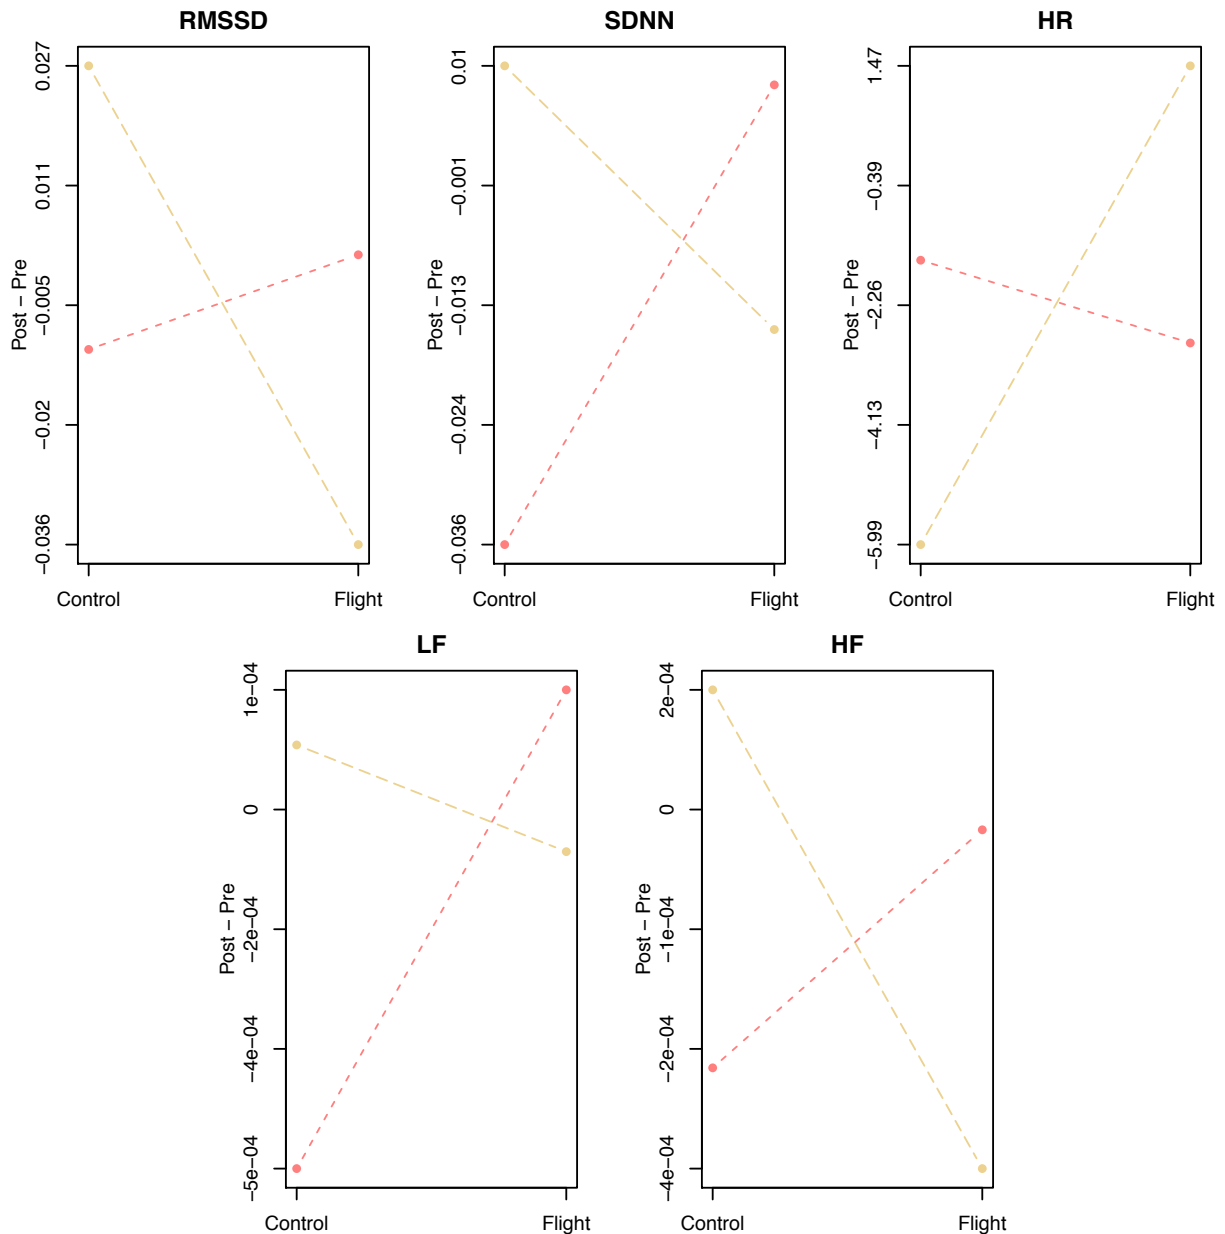 RMSSD
0.027
0.011
−0.005
−0.02
−0.036
Post − Pre
Control
Flight
SDNN
0.01
−0.001
−0.013
−0.024
−0.036
Post − Pre
Control
Flight
HR
1.47
−0.39
−2.26
−4.13
−5.99
Post − Pre
Control
Flight
LF
1e−04
0
−2e−04
−4e−04
−5e−04
Post − Pre
Control
Flight
HF
2e−04
0
−1e−04
−2e−04
−4e−04
Post − Pre
Control
Flight